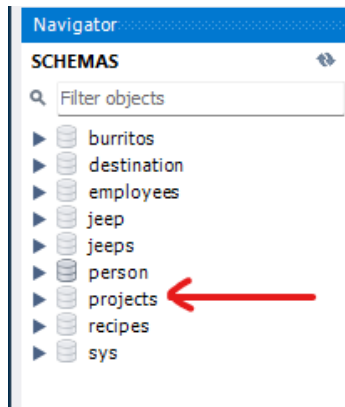 Navigator
SCHEMAS
Filter objects
burritos
destination
employees
jeep
jeeps
person
projects
recipes
sys